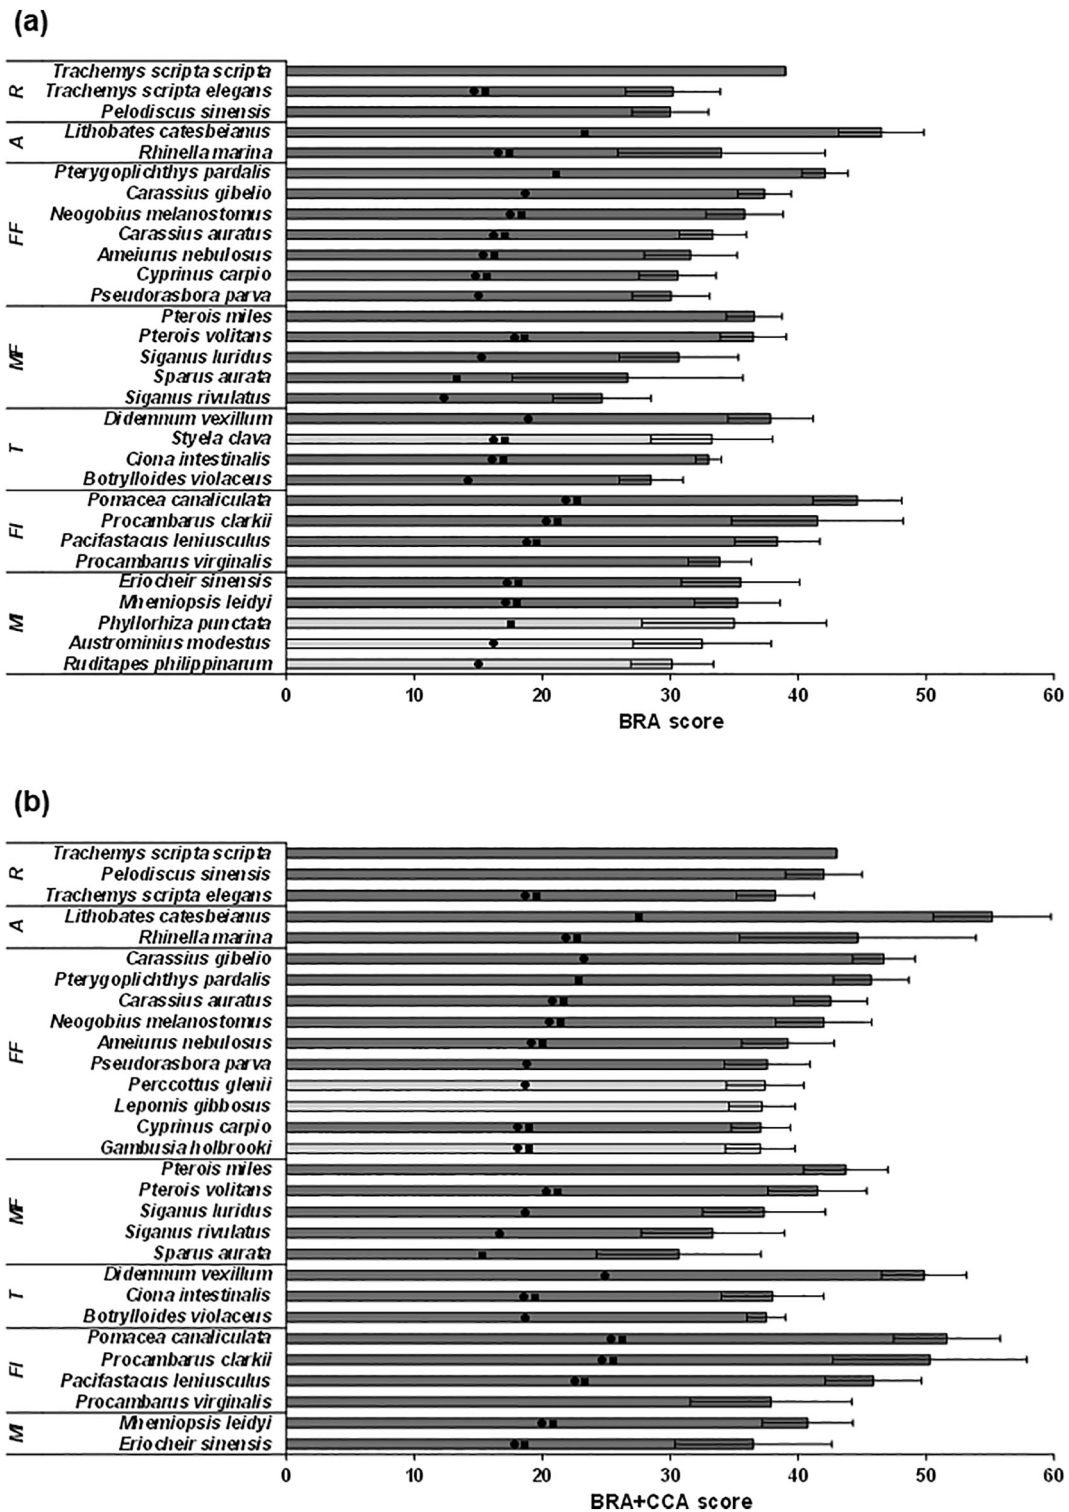 (a)
R
Trachemys scripta scripta
Trachemys scripta elegans
Pelodiscus sinensis
A
Lithobates catesbeianus
Rhinella marina
FF
Pterygoplichthys pardalis
Carassius gibelio
Neogobius melanostomus
Carassius auratus
Ameiurus nebulosus
Cyprinus carpio
Pseudorasbora parva
MF
Pterois miles
Pterois volitans
Siganus luridus
Sparus aurata
Siganus rivulatus
T
Didemnum vexillum
Styela clava
Ciona intestinalis
Botrylloides violaceus
FI
Pomacea canaliculata
Procambarus clarkii
Pacifastacus leniusculus
Procambarus virginalis
MI
Eriocheir sinensis
Mnemiopsis leidyi
Phyllorhiza punctata
Austrominius modestus
Ruditapes philippinarum
0 10 20 30 40 50 60
BRA score
(b)
R
Trachemys scripta scripta
Pelodiscus sinensis
Trachemys scripta elegans
A
Lithobates catesbeianus
Rhinella marina
FF
Carassius gibelio
Pterygoplichthys pardalis
Carassius auratus
Neogobius melanostomus
Ameiurus nebulosus
Pseudorasbora parva
Perccottus glenii
Lepomis gibbosus
Cyprinus carpio
Gambusia holbrooki
MF
Pterois miles
Pterois volitans
Siganus luridus
Siganus rivulatus
Sparus aurata
T
Didemnum vexillum
Ciona intestinalis
Botrylloides violaceus
FI
Pomacea canaliculata
Procambarus clarkii
Pacifastacus leniusculus
Procambarus virginalis
MI
Mnemiopsis leidyi
Eriocheir sinensis
0 10 20 30 40 50 60
BRA+CCA score